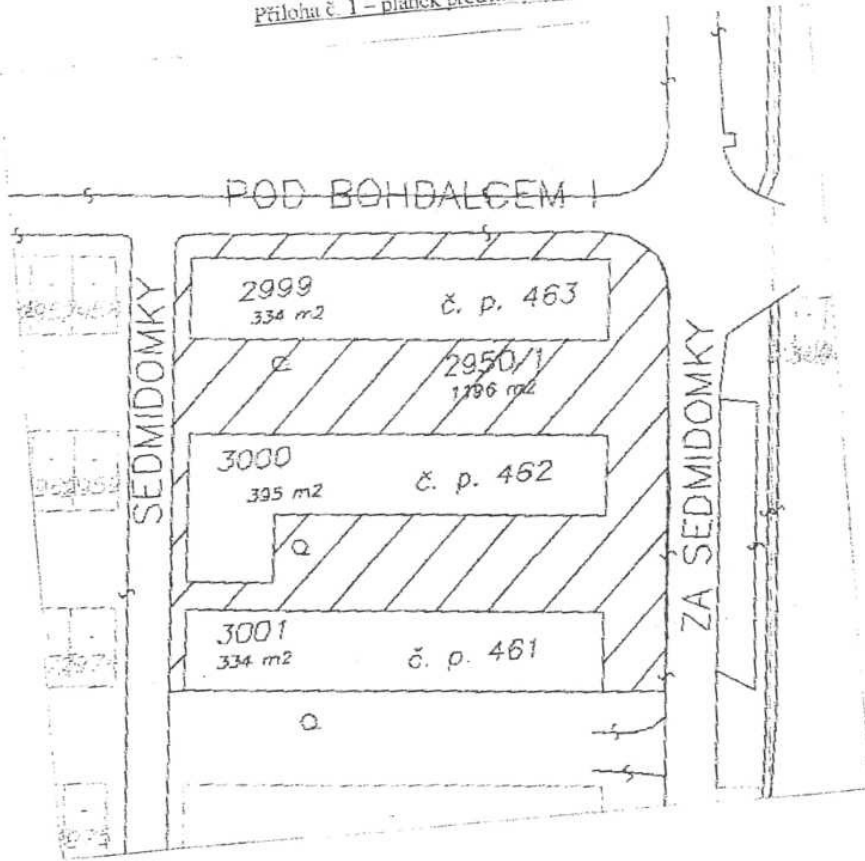 Příloha č. 1 – plánek
POD BOHDALCEM I
SEDMIDOMKY
2999
334 m2
č. p. 463
2950/1
1196 m2
3000
395 m2
č. p. 462
ZA SEDMIDOMKY
3001
334 m2
č. p. 461